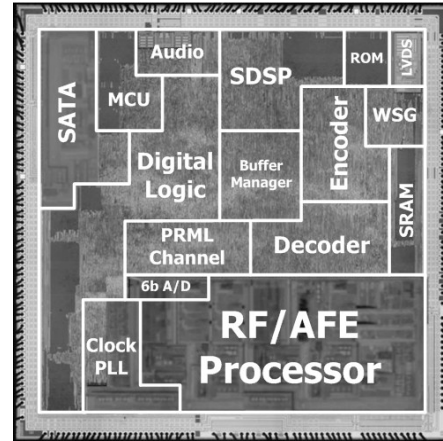 Audio
SDSP
ROM
LVDS
SATA
MCU
Encoder
WSG
Digital
Logic
Buffer
Manager
SRAM
PRML
Channel
Decoder
6b A/D
RF/AFE
Processor
Clock
PLL